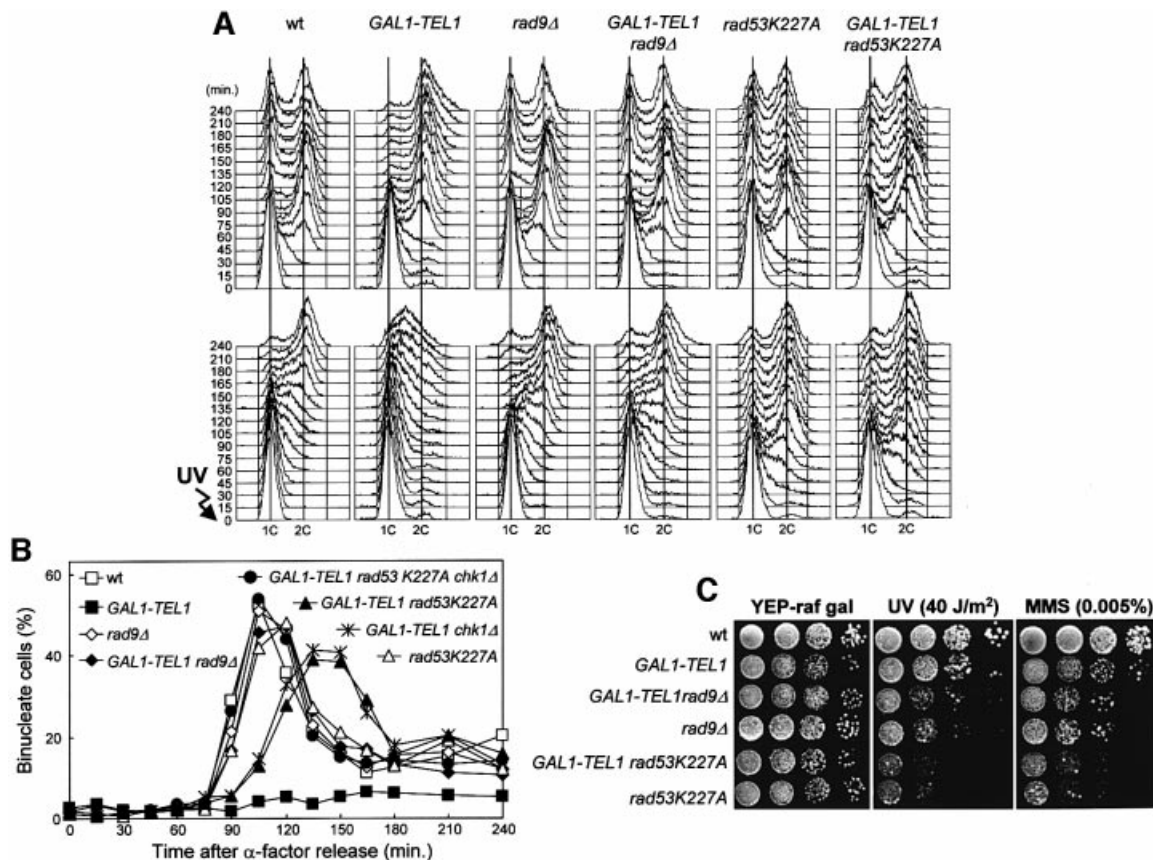 A
wt
GAL1-TEL1
rad9Δ
GAL1-TEL1
rad9Δ
rad53K227A
GAL1-TEL1
rad53K227A
(min.)
240
210
180
165
150
135
120
105
90
75
60
45
30
15
0
240
210
180
165
150
135
120
105
90
75
60
45
30
15
0
UV
1C 2C 1C 2C 1C 2C 1C 2C 1C 2C 1C 2C
B
Binucleate cells (%)
60
40
20
0
wt
GAL1-TEL1
rad9Δ
GAL1-TEL1 rad9Δ
GAL1-TEL1 rad53 K227A chk1Δ
GAL1-TEL1 rad53K227A
GAL1-TEL1 chk1Δ
rad53K227A
0 30 60 90 120 150 180 240
Time after α-factor release (min.)
C
YEP-raf gal UV (40 J/m²) MMS (0.005%)
wt
GAL1-TEL1
GAL1-TEL1rad9Δ
rad9Δ
GAL1-TEL1 rad53K227A
rad53K227A